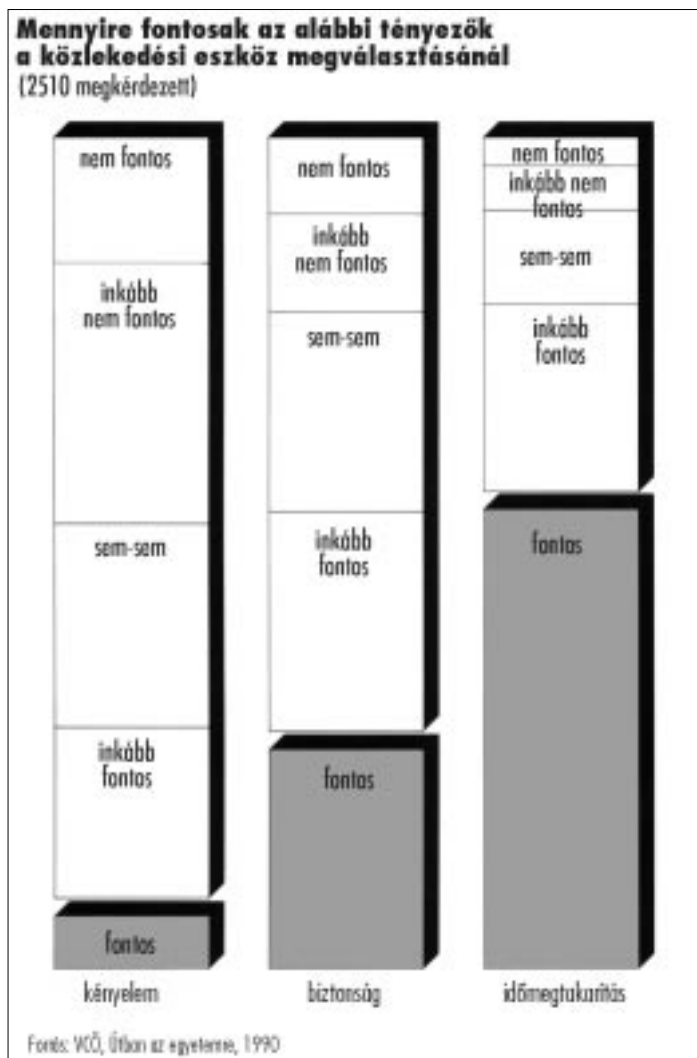 Mennyire fontosak az alábbi tényezők
a közlekedési eszköz megválasztásánál
(2510 megkérdezett)
nem fontos
inkább
nem fontos
sem-sem
inkább
fontos
fontos
kényelem
nem fontos
inkább
nem fontos
sem-sem
inkább
fontos
fontos
biztonság
nem fontos
inkább nem
fontos
sem-sem
inkább
fontos
fontos
időmegtakarítás
Forrás: VCÖ, Útban az egyetemre, 1990